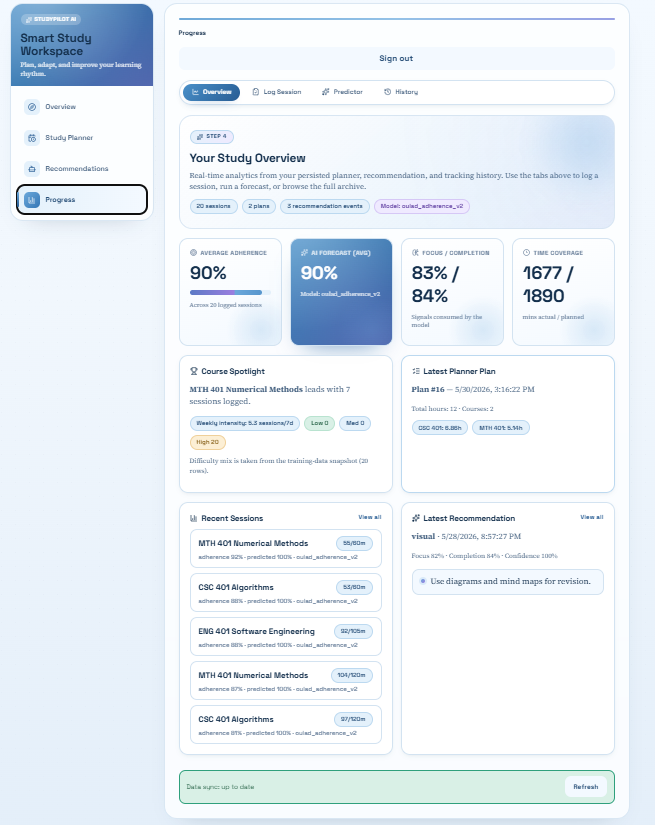 STUDYPILOT AI
Smart Study
Workspace
Plan, adapt, and improve your learning
rhythm.
Overview
Study Planner
Recommendations
Progress
Progress
Sign out
Overview
Log Session
Predictor
History
STEP 4
Your Study Overview
Real-time analytics from your persisted planner, recommendation, and tracking history. Use the tabs above to log a
session, run a forecast, or browse the full archive.
20 sessions
2 plans
3 recommendation events
Model: oulad_adherence_v2
AVERAGE ADHERENCE
90%
Across 20 logged sessions
AI FORECAST (AVG)
90%
Model: oulad_adherence_v2
FOCUS / COMPLETION
83% /
84%
Signals consumed by the
model
TIME COVERAGE
1677 /
1890
mins actual / planned
Course Spotlight
MTH 401 Numerical Methods leads with 7
sessions logged.
Weekly intensity: 5.3 sessions/7d
Low 0
Med 0
High 20
Difficulty mix is taken from the training-data snapshot (20
rows).
Latest Planner Plan
Plan #16 — 5/30/2026, 3:16:22 PM
Total hours: 12 · Courses: 2
CSC 401: 6.86h
MTH 401: 5.14h
Recent Sessions
View all
MTH 401 Numerical Methods
55/60m
adherence 92% · predicted 100% · oulad_adherence_v2
CSC 401 Algorithms
53/60m
adherence 88% · predicted 100% · oulad_adherence_v2
ENG 401 Software Engineering
92/105m
adherence 88% · predicted 100% · oulad_adherence_v2
MTH 401 Numerical Methods
104/120m
adherence 87% · predicted 100% · oulad_adherence_v2
CSC 401 Algorithms
97/120m
adherence 81% · predicted 100% · oulad_adherence_v2
Latest Recommendation
View all
visual · 5/28/2026, 8:57:27 PM
Focus 82% · Completion 84% · Confidence 100%
Use diagrams and mind maps for revision.
Data sync: up to date
Refresh